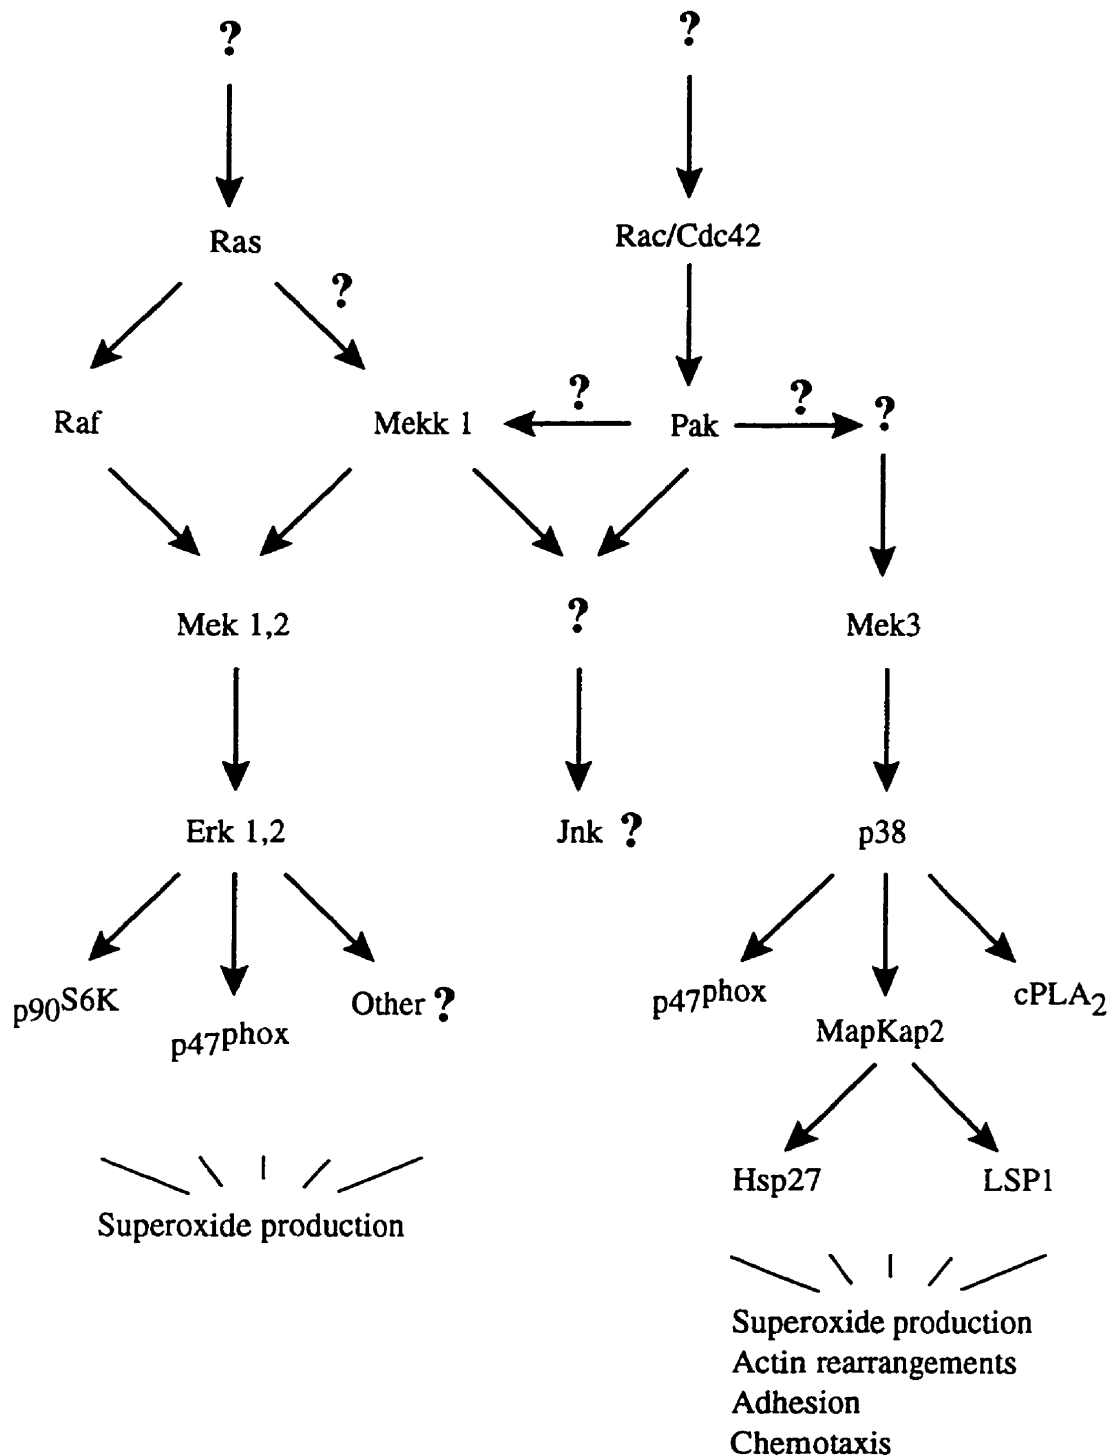 ? ?
Ras Rac/Cdc42
?
Raf Mekk 1 ? Pak ? ?
Mek 1,2 ? Mek3
Erk 1,2 Jnk ? p38
p90S6K p47phox Other ? p47phox MapKap2 cPLA2
Hsp27 LSP1
Superoxide production
Superoxide production
Actin rearrangements
Adhesion
Chemotaxis